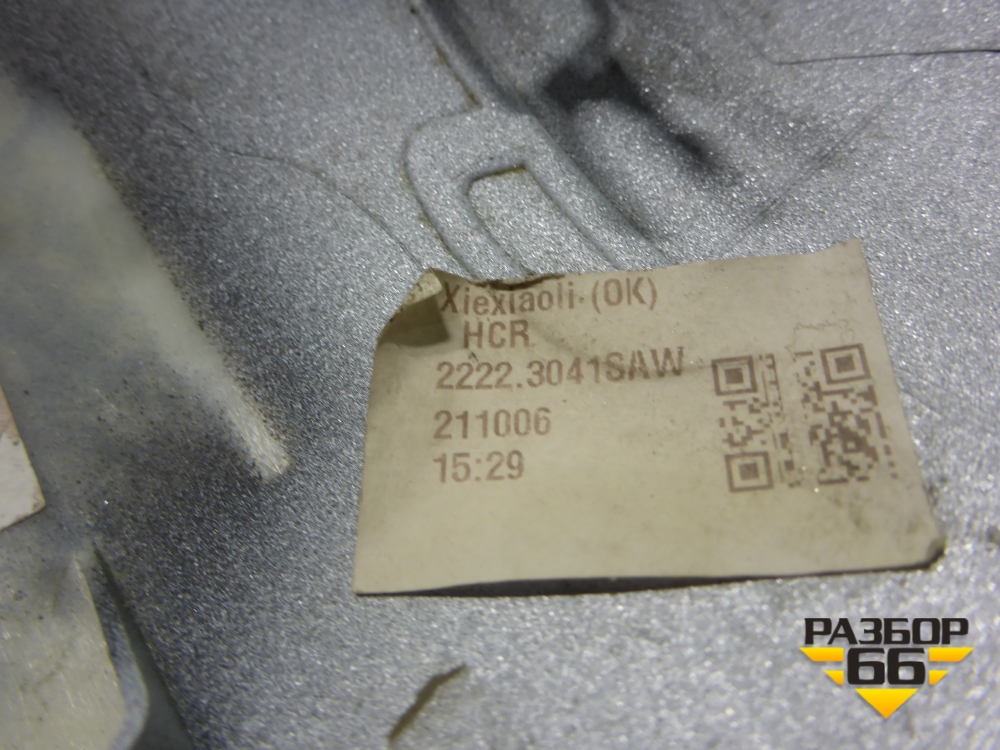 Xiexiaoli (OK)
HCR
2222.3041SAW
211006
15:29
РАЗБОР
66